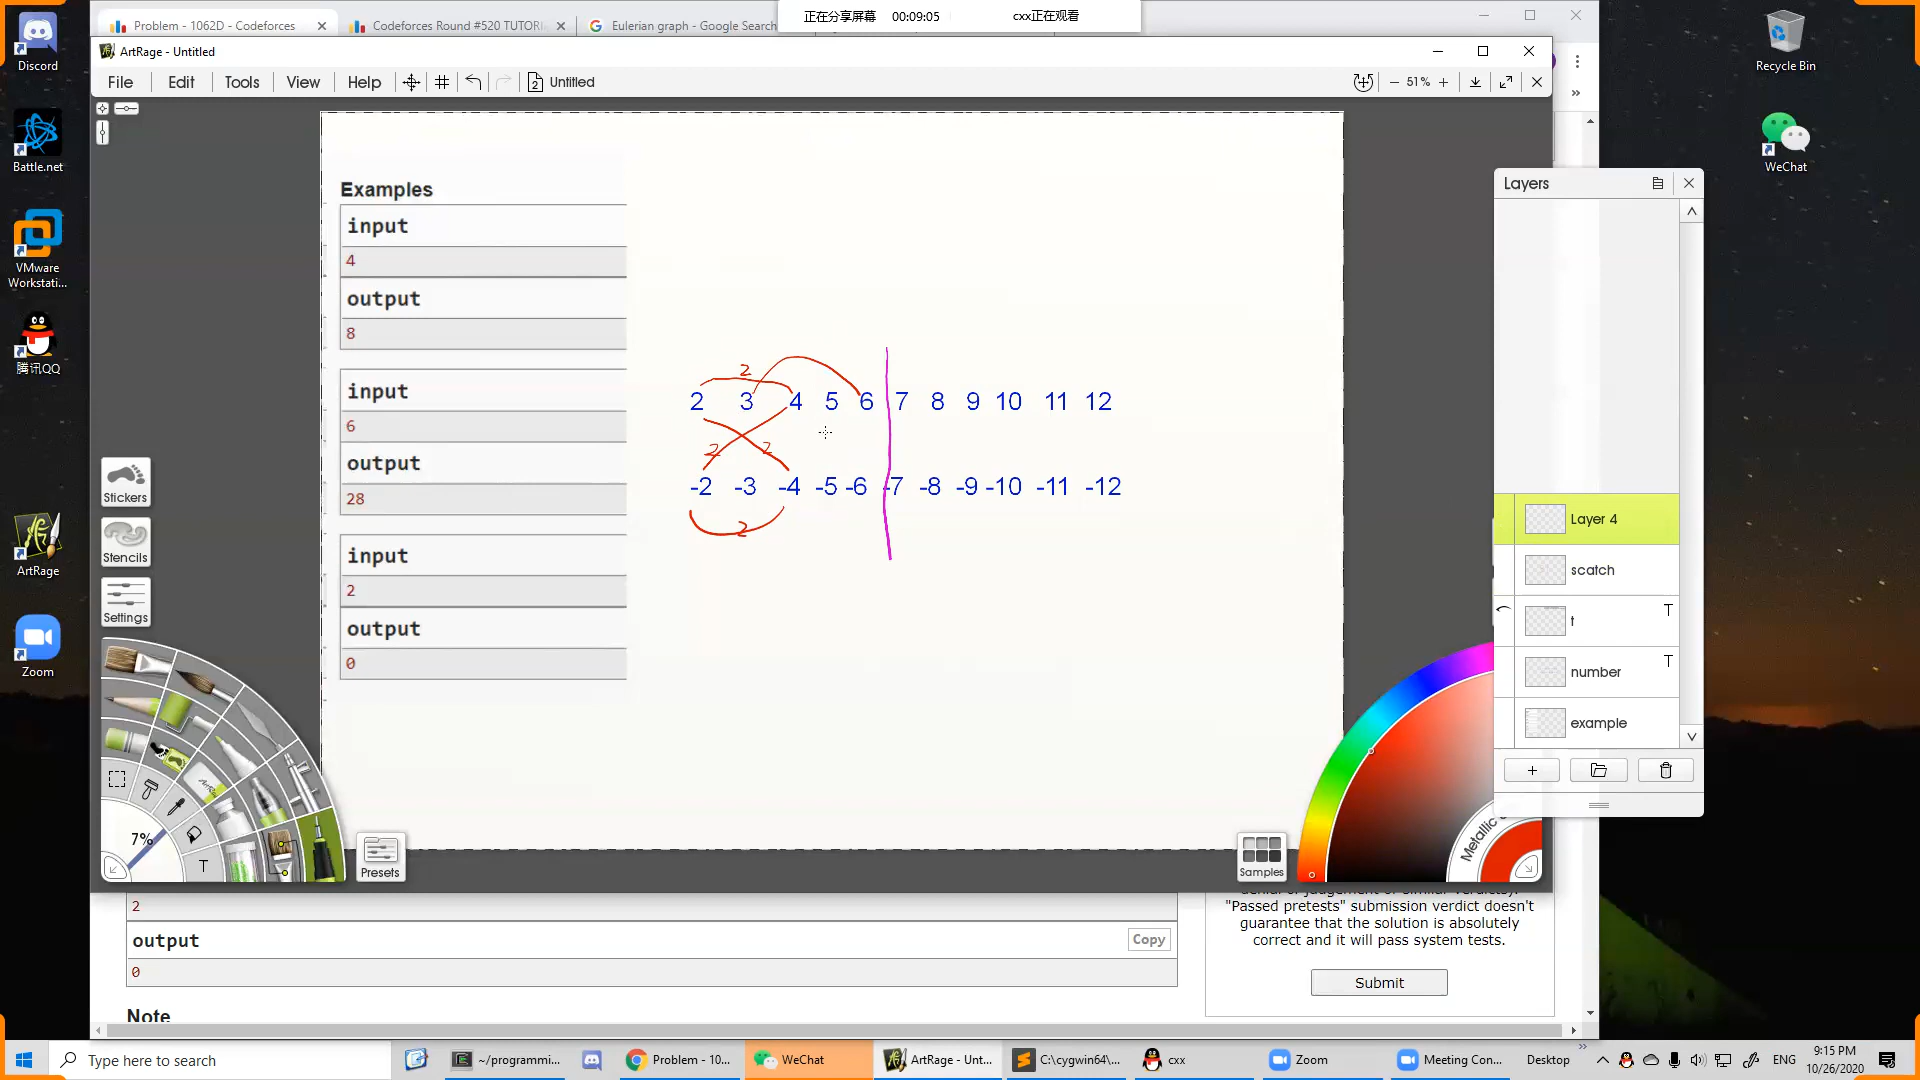 Discord
Battle.net
VMware
Workstati...
腾讯QQ
ArtRage
Zoom
Problem - 1062D - Codeforces
Codeforces Round #520 TUTORI
Eulerian graph - Google Search
正在分享屏幕 00:09:05 cxx正在观看
ArtRage - Untitled
File Edit Tools View Help 2 Untitled
51%
Examples
input
4
output
8
input
6
output
28
input
2
output
0
2
2 3 4 5 6 7 8 9 10 11 12
2 2
-2 -3 -4 -5 -6 -7 -8 -9 -10 -11 -12
2
Stickers
Stencils
Settings
7%
T
Presets
Samples
Metallic
Layers
Layer 4
scatch
t T
number T
example
Recycle Bin
WeChat
2
output
Copy
0
Note
"Passed pretests" submission verdict doesn't
guarantee that the solution is absolutely
correct and it will pass system tests.
Submit
Type here to search
~/programmi...
Problem - 10...
WeChat
ArtRage - Unt...
C:\cygwin64\...
cxx
Zoom
Meeting Con...
Desktop
ENG
9:15 PM
10/26/2020